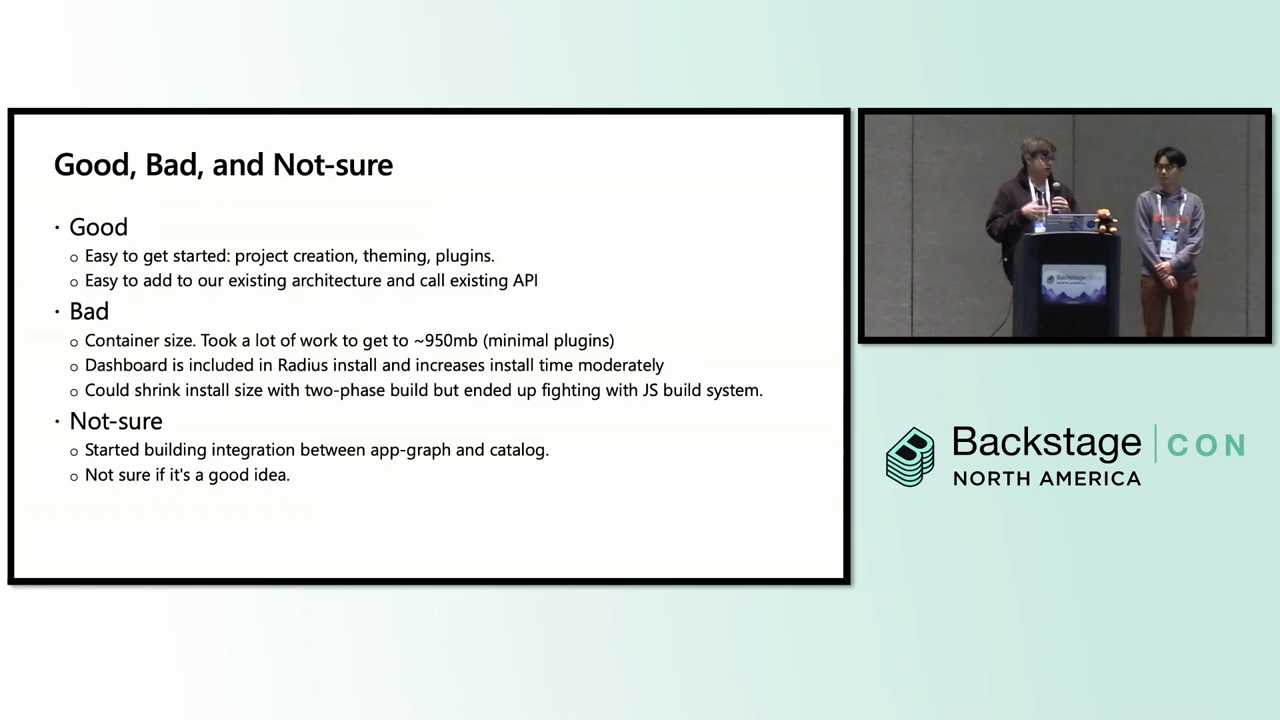 Good, Bad, and Not-sure
· Good
o Easy to get started: project creation, theming, plugins.
o Easy to add to our existing architecture and call existing API
· Bad
o Container size. Took a lot of work to get to ~950mb (minimal plugins)
o Dashboard is included in Radius install and increases install time moderately
o Could shrink install size with two-phase build but ended up fighting with JS build system.
· Not-sure
o Started building integration between app-graph and catalog.
o Not sure if it's a good idea.
Backstage CON
NORTH AMERICA
Backstage | CON
NORTH AMERICA